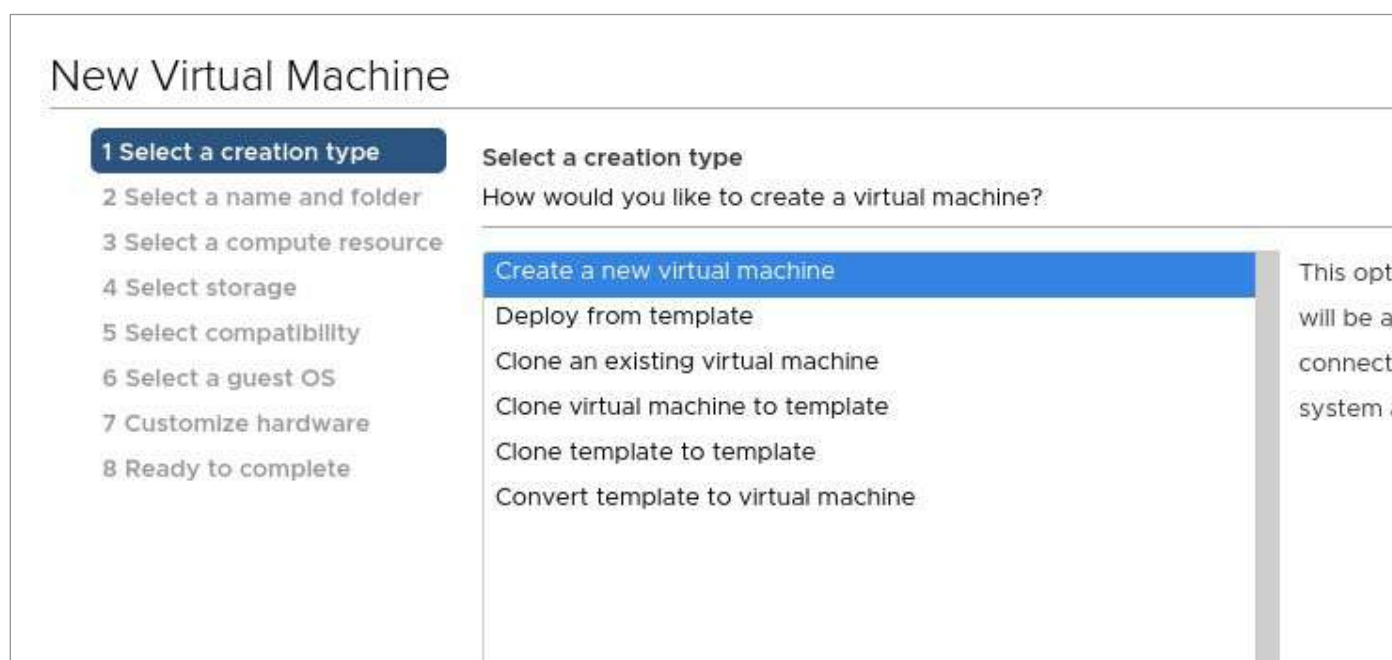 New Virtual Machine
1 Select a creation type
2 Select a name and folder
3 Select a compute resource
4 Select storage
5 Select compatibility
6 Select a guest OS
7 Customize hardware
8 Ready to complete
Select a creation type
How would you like to create a virtual machine?
Create a new virtual machine
Deploy from template
Clone an existing virtual machine
Clone virtual machine to template
Clone template to template
Convert template to virtual machine
This opt
will be a
connect
system a